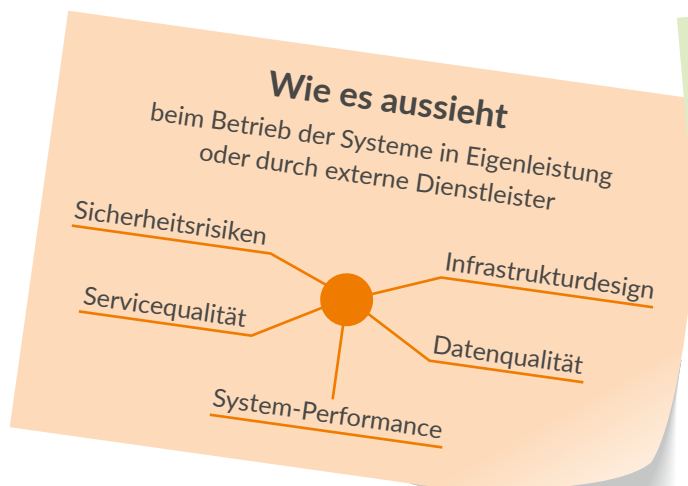 Wie es aussieht
beim Betrieb der Systeme in Eigenleistung
oder durch externe Dienstleister
Sicherheitsrisiken
Infrastrukturdesign
Servicequalität
Datenqualität
System-Performance